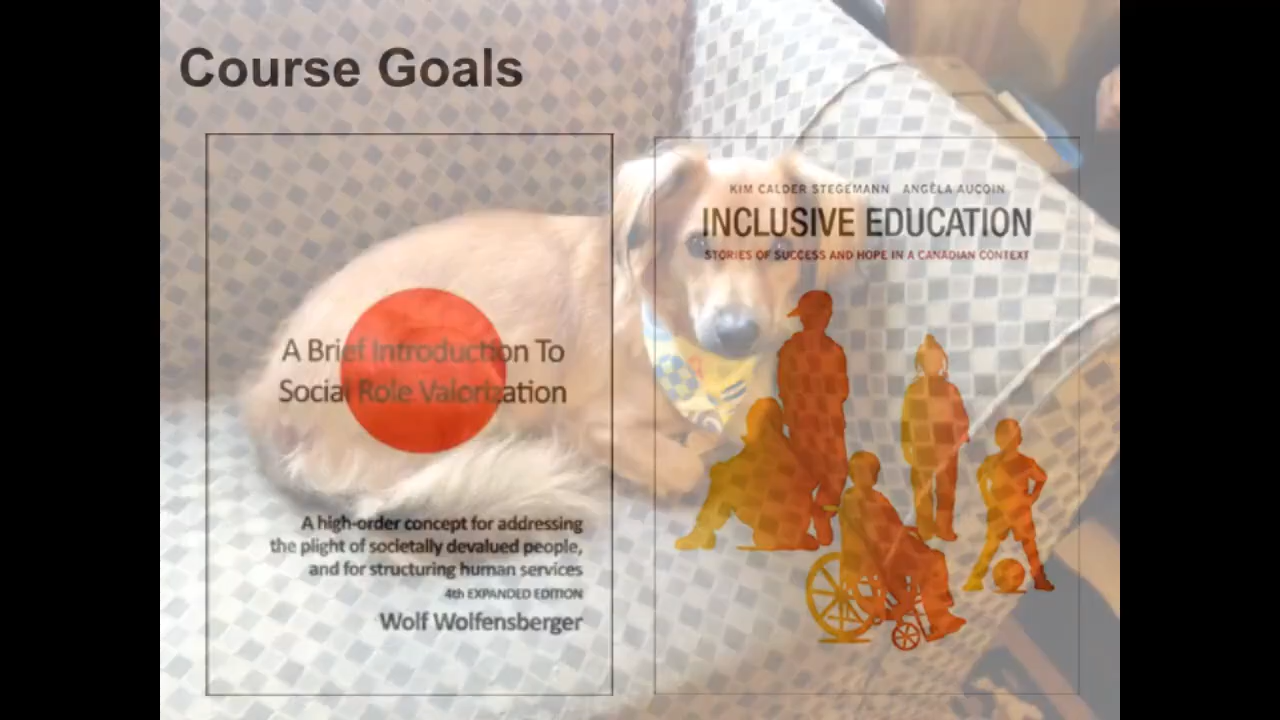 Course Goals
A Brief Introduction To
Social Role Valorization
A high-order concept for addressing
the plight of societally devalued people,
and for structuring human services
4th EXPANDED EDITION
Wolf Wolfensberger
KIM CALDER STEGEMANN ANGÈLA AUCOIN
INCLUSIVE EDUCATION
STORIES OF SUCCESS AND HOPE IN A CANADIAN CONTEXT